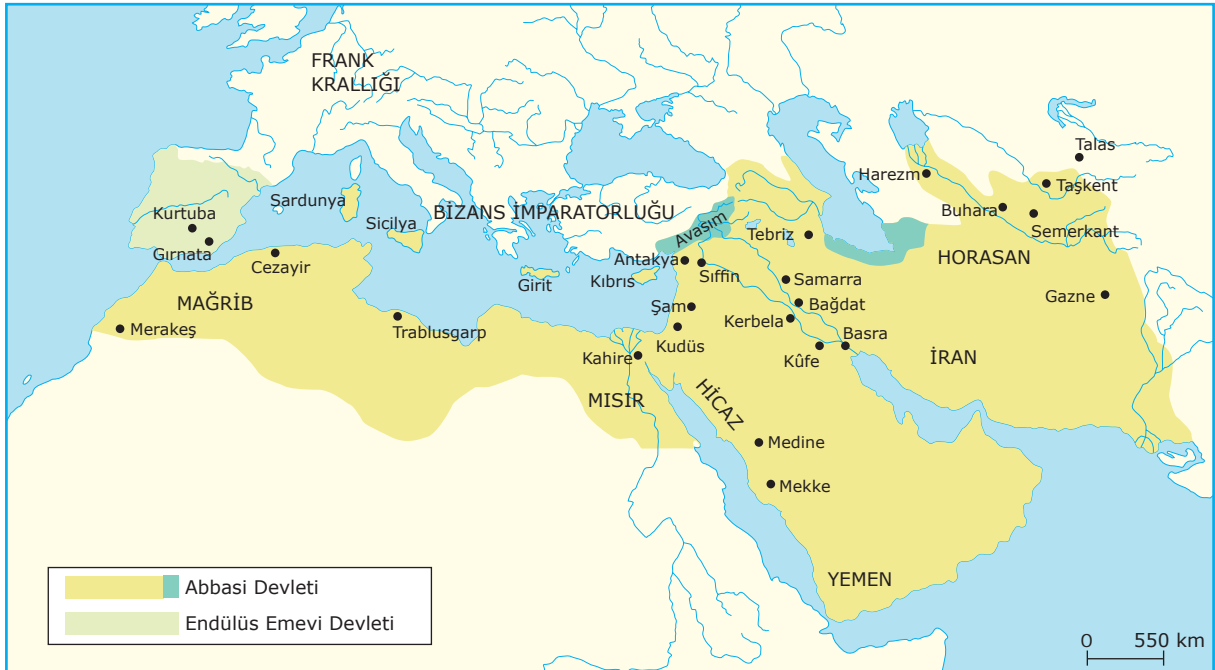 FRANK
KRALLIĞI
Talas
Harezm
Taşkent
Kurtuba
Sardunya
Buhara
Sicilya
BİZANS İMPARATORLUĞU
Avasım
Semerkant
Gırnata
Tebriz
Cezayir
Antakya
Sıffin
HORASAN
Girit
Kıbrıs
Samarra
MAĞRİB
Gazne
Şam
Bağdat
Merakeş
Trablusgarp
Kudüs
Kerbela
Basra
Kahire
Kûfe
İRAN
MISIR
HİCAZ
Medine
Mekke
YEMEN
Abbasi Devleti
Endülüs Emevi Devleti
0 550 km